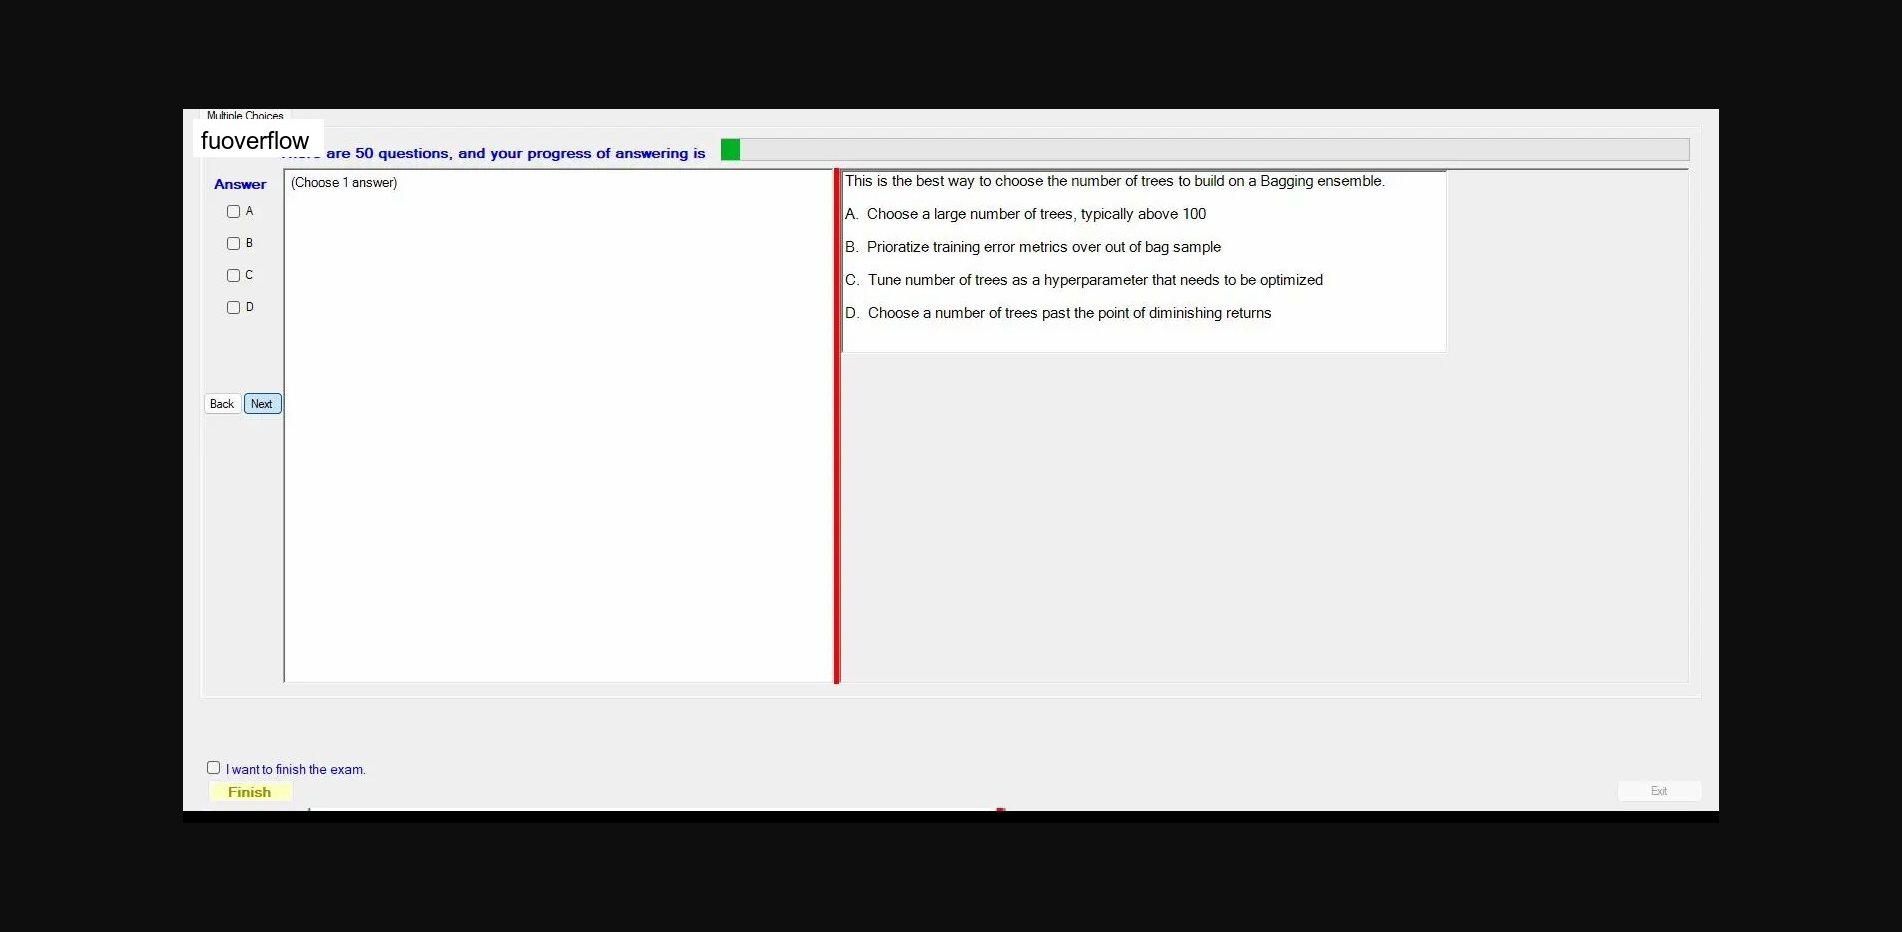 Multiple Choices
fuoverflow
are 50 questions, and your progress of answering is
Answer
(Choose 1 answer)
A
B
C
D
Back
Next
This is the best way to choose the number of trees to build on a Bagging ensemble.
A. Choose a large number of trees, typically above 100
B. Prioratize training error metrics over out of bag sample
C. Tune number of trees as a hyperparameter that needs to be optimized
D. Choose a number of trees past the point of diminishing returns
I want to finish the exam.
Finish
Exit